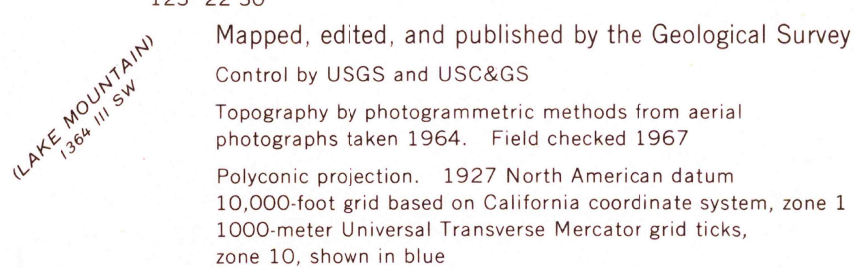 (LAKE MOUNTAIN)
1364 III SW
Mapped, edited, and published by the Geological Survey
Control by USGS and USC&GS
Topography by photogrammetric methods from aerial
photographs taken 1964. Field checked 1967
Polyconic projection. 1927 North American datum
10,000-foot grid based on California coordinate system, zone 1
1000-meter Universal Transverse Mercator grid ticks,
zone 10, shown in blue